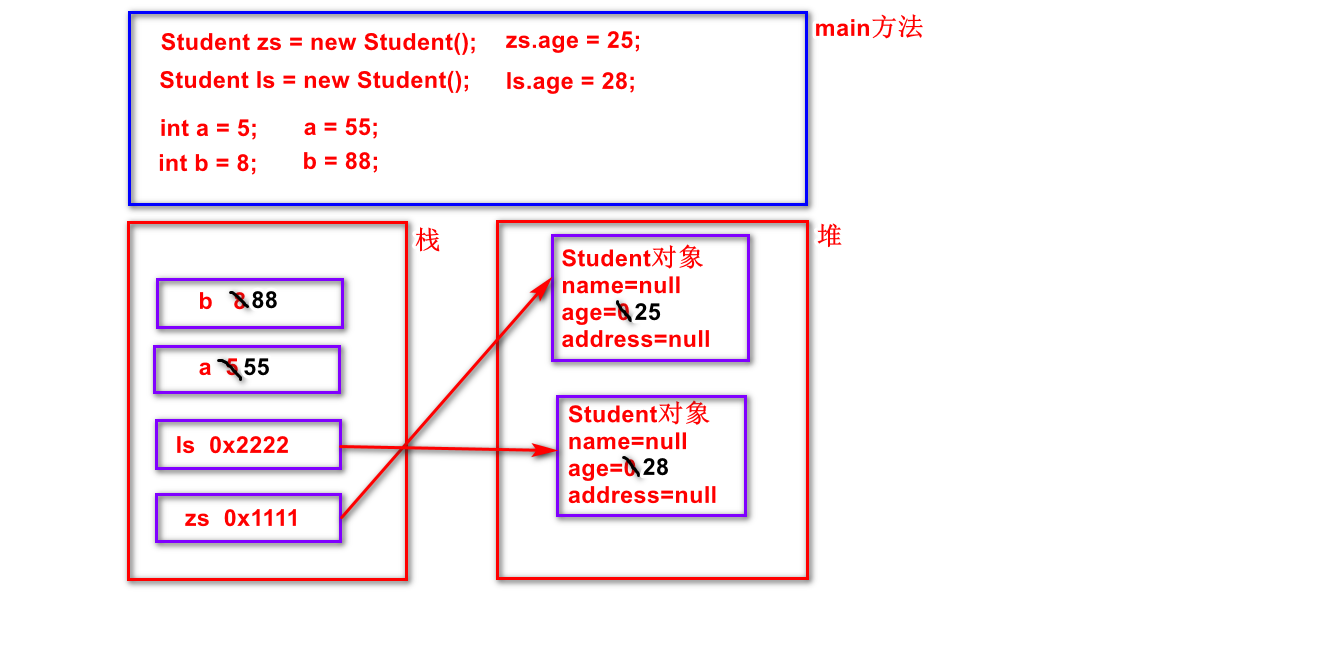 Student zs = new Student(); zs.age = 25;
Student ls = new Student(); ls.age = 28;
int a = 5; a = 55;
int b = 8; b = 88;
main方法
栈
b 8 88
a 5 55
ls 0x2222
zs 0x1111
堆
Student对象
name=null
age=0 25
address=null
Student对象
name=null
age=0 28
address=null